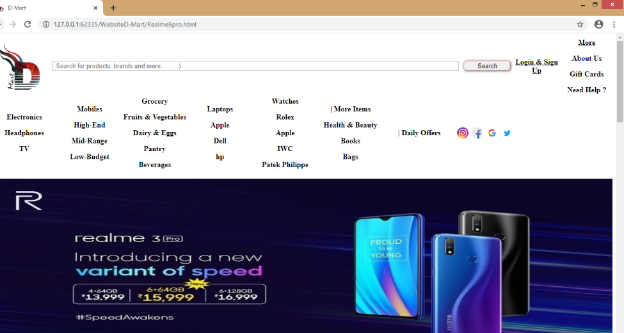 D-Mart
127.0.0.1:62335/WebsiteD-Mart/Realme6pro.html
D
Mart
Search for products, brands and more... )
Search
Login & Sign
Up
More
About Us
Gift Cards
Need Help ?
Electronics
Headphones
TV
Mobiles
High-End
Mid-Range
Low-Budget
Grocery
Fruits & Vegetables
Dairy & Eggs
Pantry
Beverages
Laptops
Apple
Dell
hp
Watches
Rolex
Apple
IWC
Patek Philippe
| More Items
Health & Beauty
Books
Bags
| Daily Offers
R
realme 3 Pro
Introducing a new
variant of speed
4+64GB
₹13,999
6+64GB
₹15,999
6+128GB
₹16,999
#SpeedAwakens
PROUD
TO BE
YOUNG